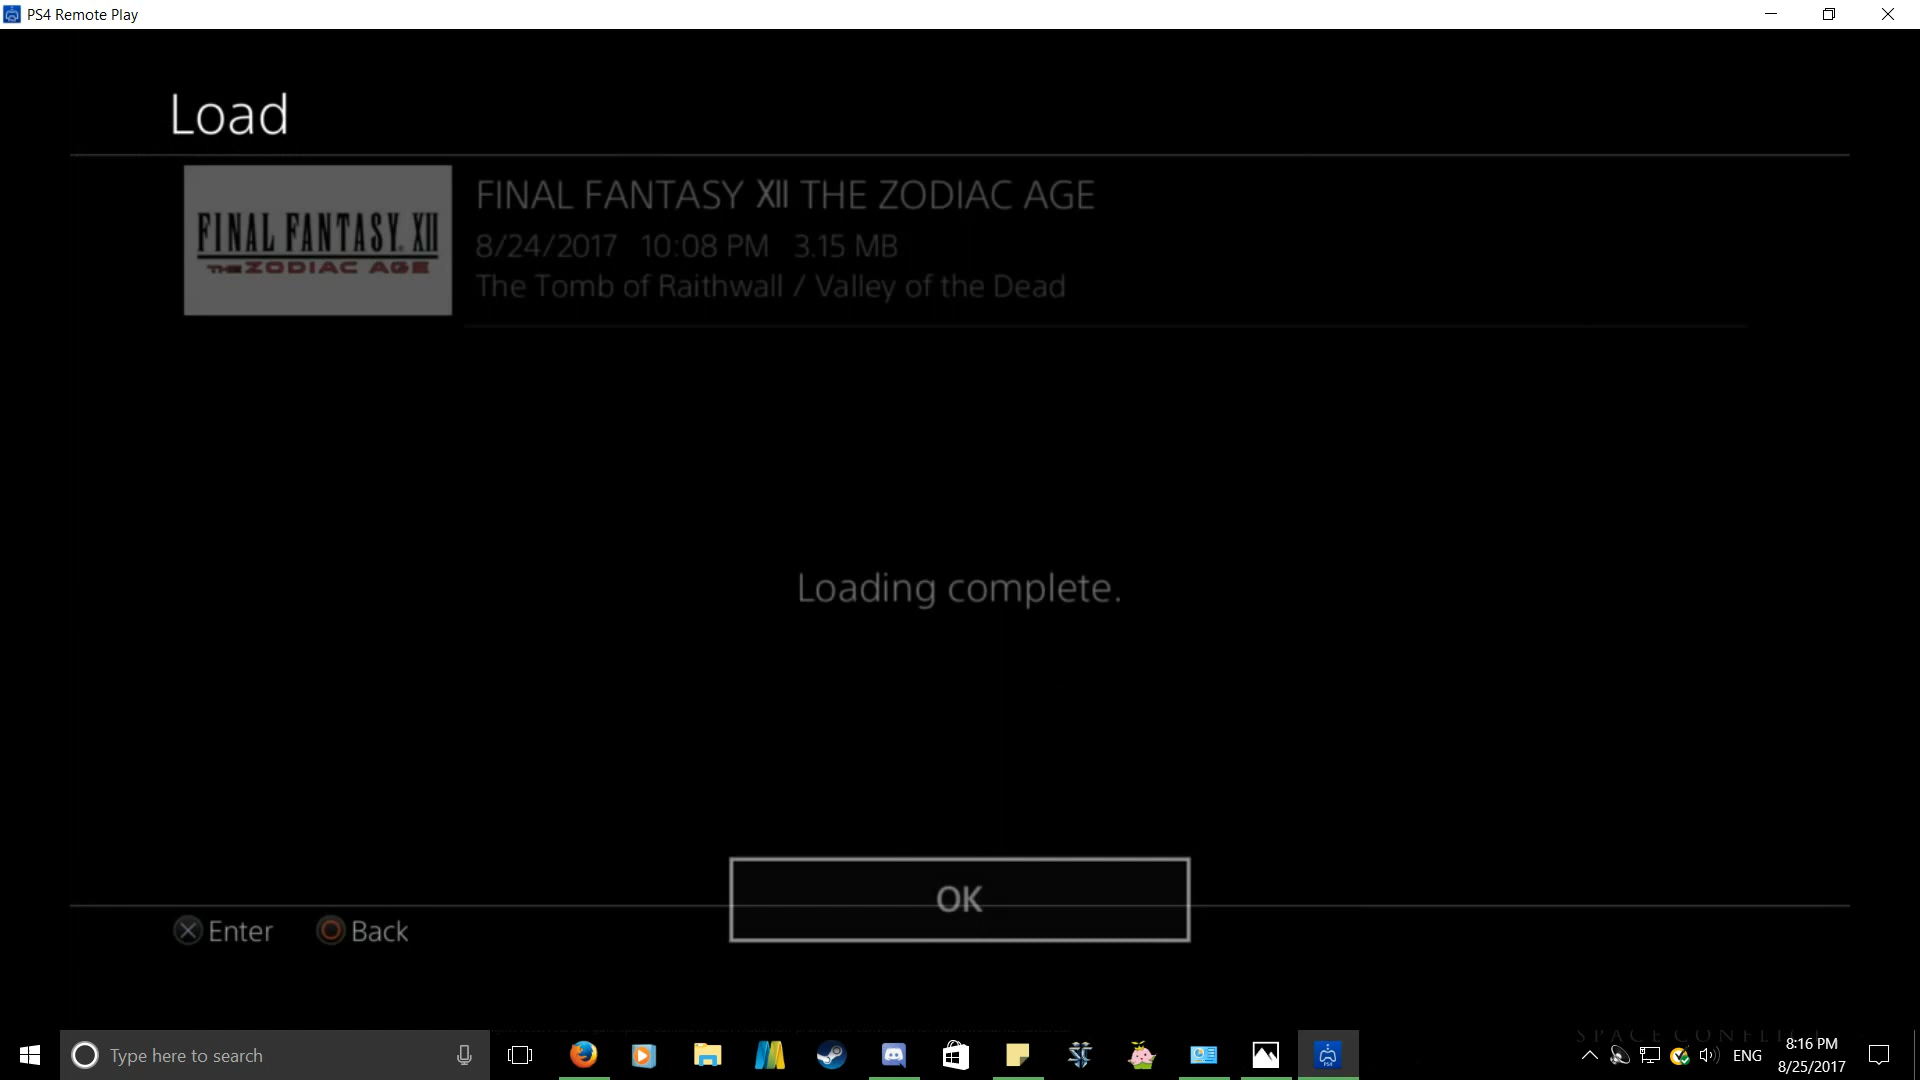 PS4 Remote Play
Load
FINAL FANTASY XII
THE ZODIAC AGE
FINAL FANTASY XII THE ZODIAC AGE
8/24/2017 10:08 PM 3.15 MB
The Tomb of Raithwall / Valley of the Dead
Loading complete.
OK
Enter Back
SPACE CONFLICT
Type here to search
ENG
8:16 PM
8/25/2017